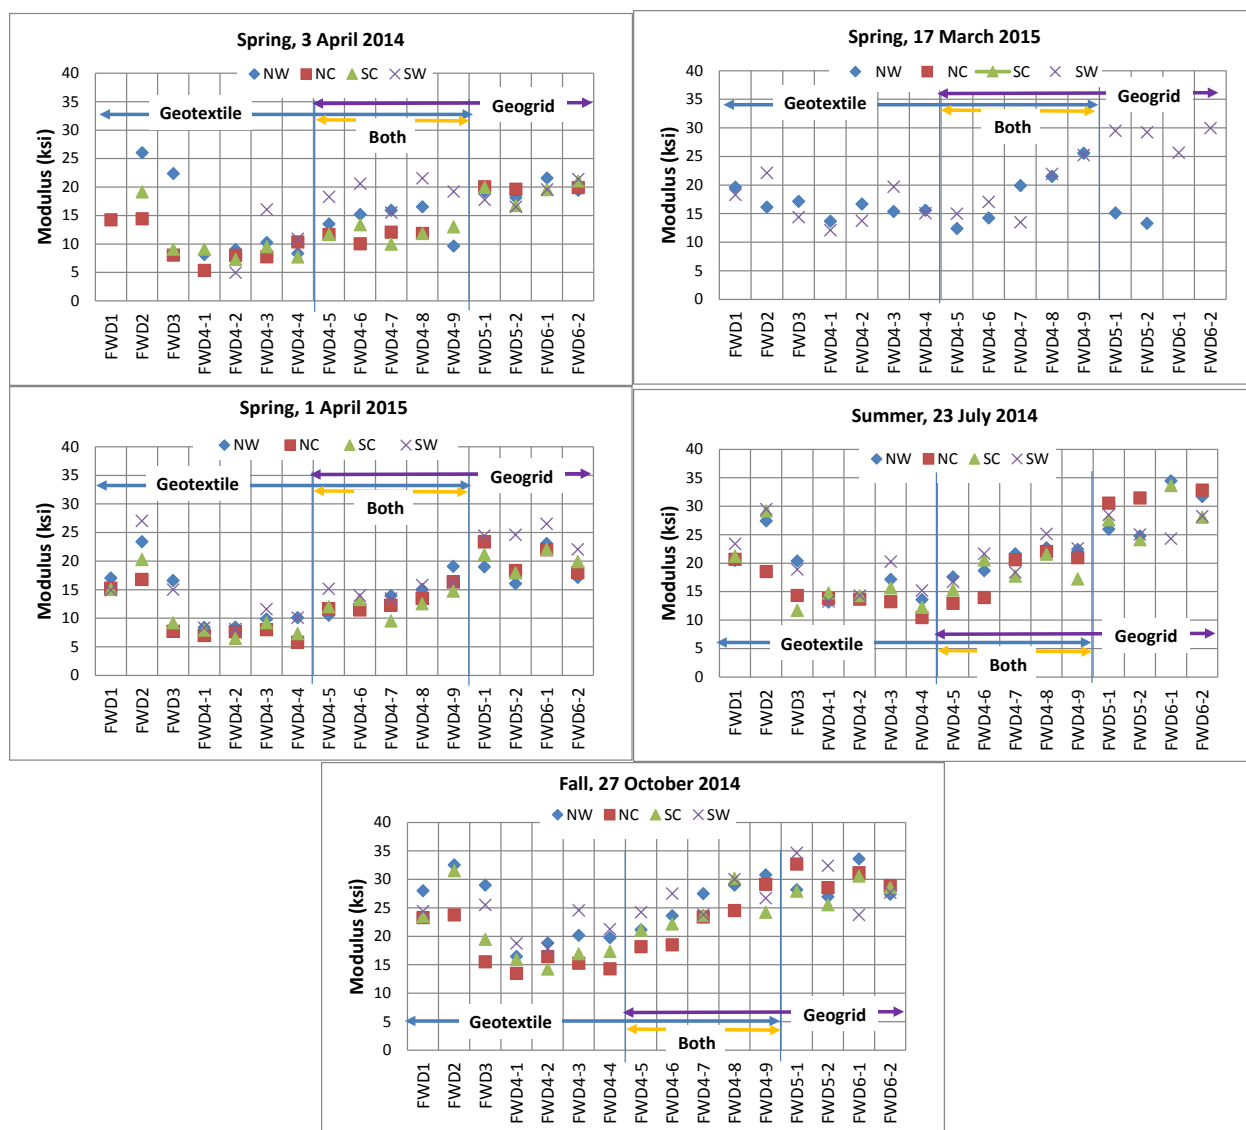 Spring, 3 April 2014
NW NC SC SW
Modulus (ksi)
40
35
30
25
20
15
10
5
0
Geotextile
Geogrid
Both
FWD1
FWD2
FWD3
FWD4-1
FWD4-2
FWD4-3
FWD4-4
FWD4-5
FWD4-6
FWD4-7
FWD4-8
FWD4-9
FWD5-1
FWD5-2
FWD6-1
FWD6-2
Spring, 17 March 2015
NW NC SC SW
Modulus (ksi)
40
35
30
25
20
15
10
5
0
Geotextile
Geogrid
Both
FWD1
FWD2
FWD3
FWD4-1
FWD4-2
FWD4-3
FWD4-4
FWD4-5
FWD4-6
FWD4-7
FWD4-8
FWD4-9
FWD5-1
FWD5-2
FWD6-1
FWD6-2
Spring, 1 April 2015
NW NC SC SW
Modulus (ksi)
40
35
30
25
20
15
10
5
0
Geotextile
Geogrid
Both
FWD1
FWD2
FWD3
FWD4-1
FWD4-2
FWD4-3
FWD4-4
FWD4-5
FWD4-6
FWD4-7
FWD4-8
FWD4-9
FWD5-1
FWD5-2
FWD6-1
FWD6-2
Summer, 23 July 2014
NW NC SC SW
Modulus (ksi)
40
35
30
25
20
15
10
5
0
Geotextile
Geogrid
Both
FWD1
FWD2
FWD3
FWD4-1
FWD4-2
FWD4-3
FWD4-4
FWD4-5
FWD4-6
FWD4-7
FWD4-8
FWD4-9
FWD5-1
FWD5-2
FWD6-1
FWD6-2
Fall, 27 October 2014
NW NC SC SW
Modulus (ksi)
40
35
30
25
20
15
10
5
0
Geotextile
Geogrid
Both
FWD1
FWD2
FWD3
FWD4-1
FWD4-2
FWD4-3
FWD4-4
FWD4-5
FWD4-6
FWD4-7
FWD4-8
FWD4-9
FWD5-1
FWD5-2
FWD6-1
FWD6-2